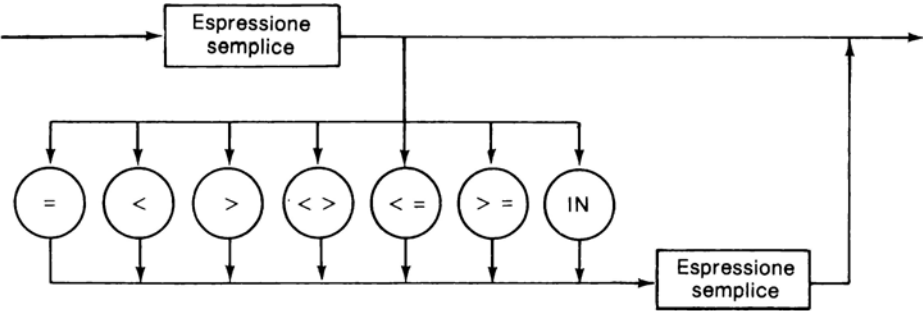 Espressione
semplice
= < > < > < = > = IN
Espressione
semplice